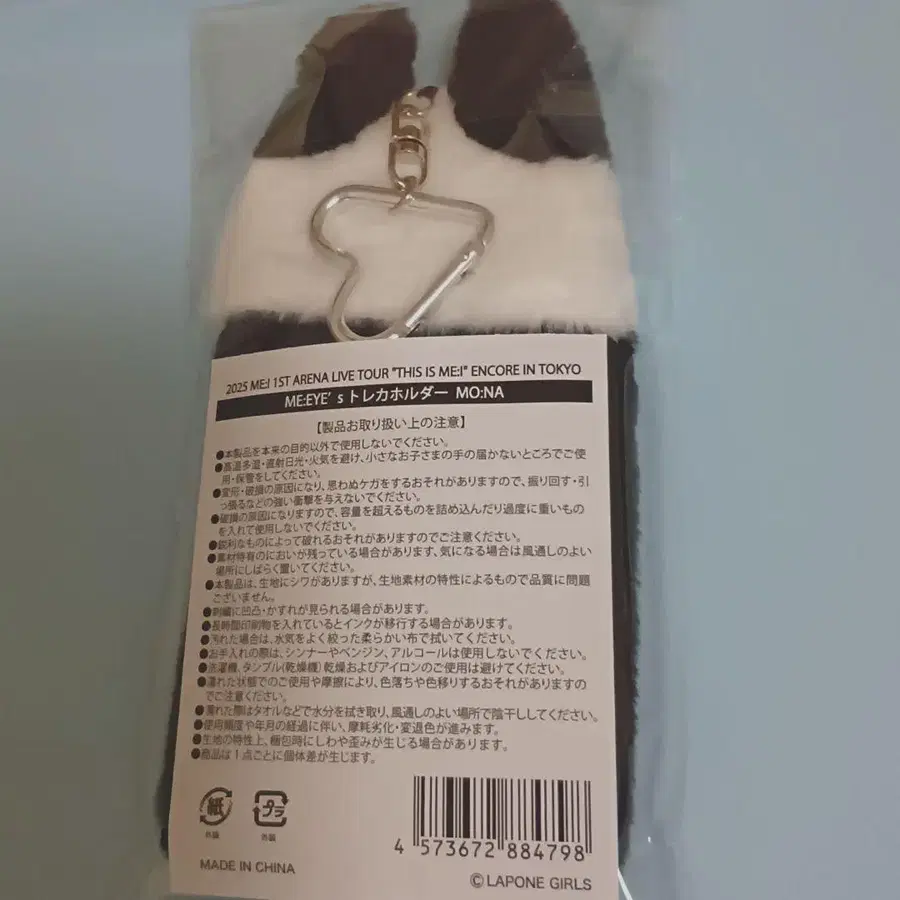 2025 ME:I 1ST ARENA LIVE TOUR "THIS IS ME:I" ENCORE IN TOKYO
ME:EYE's トレカホルダー MO:NA
【製品お取り扱い上の注意】
●本製品を本来の目的以外で使用しないでください。
●高温多湿・直射日光・火気を避け、小さなお子さまの手の届かないところでご使
用・保管をしてください。
●変形・破損の原因になり、思わぬケガをするおそれがありますので、振り回す・引
っ張るなどの強い衝撃を与えないでください。
●破損の原因になりますので、容量を超えるものを詰め込んだり過度に重いもの
を入れて使用しないでください。
●鋭利なものによって破れるおそれがありますのでご注意ください。
●素材特有のにおいが残っている場合があります、気になる場合は風通しのよい
場所にしばらく置いてください。
●本製品は、生地にシワがありますが、生地素材の特性によるもので品質に問題
ございません。
●刺繍に凹凸・かすれが見られる場合があります。
●長時間印刷物を入れているとインクが移行する場合があります。
●汚れた場合は、水気をよく絞った柔らかい布で拭いてください。
●お手入れの際は、シンナーやベンジン、アルコールは使用しないでください。
●洗濯機、タンブル(乾燥機)乾燥およびアイロンのご使用は避けてください。
●濡れた状態でのご使用や摩擦により、色落ちや色移りするおそれがありますの
でご注意ください。
●濡れた際はタオルなどで水分を拭き取り、風通しのよい場所で陰干ししてください。
●使用頻度や年月の経過に伴い、摩耗劣化・変退色が進みます。
●生地の特性上、梱包時にしわや歪みが生じる場合があります。
●商品は1点ごとに個体差が生じます。
紙 プラ
外装 外装
4 573672 884798
MADE IN CHINA
©LAPONE GIRLS